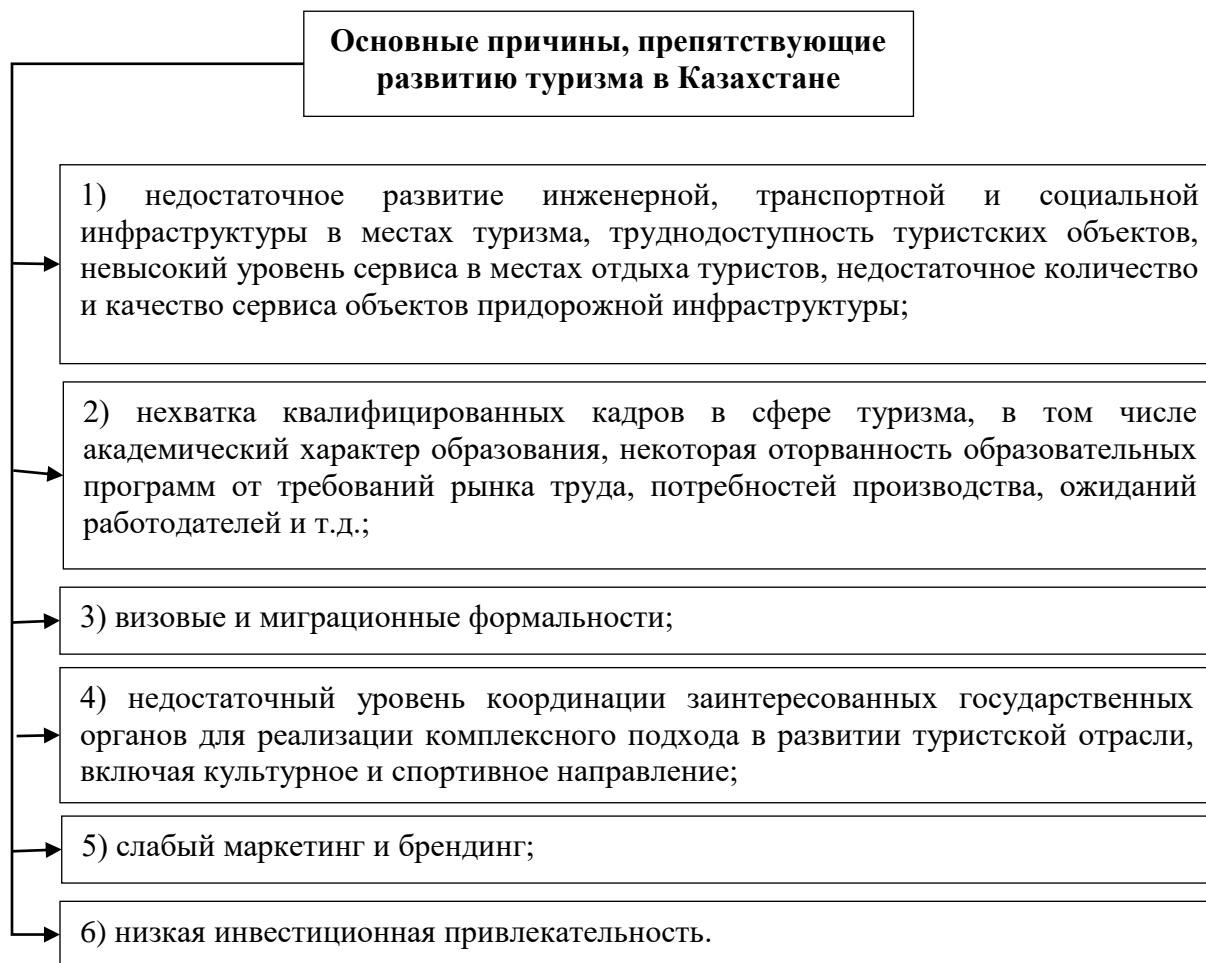 Основные причины, препятствующие
развитию туризма в Казахстане
1) недостаточное развитие инженерной, транспортной и социальной
инфраструктуры в местах туризма, труднодоступность туристских объектов,
невысокий уровень сервиса в местах отдыха туристов, недостаточное количество
и качество сервиса объектов придорожной инфраструктуры;
2) нехватка квалифицированных кадров в сфере туризма, в том числе
академический характер образования, некоторая оторванность образовательных
программ от требований рынка труда, потребностей производства, ожиданий
работодателей и т.д.;
3) визовые и миграционные формальности;
4) недостаточный уровень координации заинтересованных государственных
органов для реализации комплексного подхода в развитии туристской отрасли,
включая культурное и спортивное направление;
5) слабый маркетинг и брендинг;
6) низкая инвестиционная привлекательность.